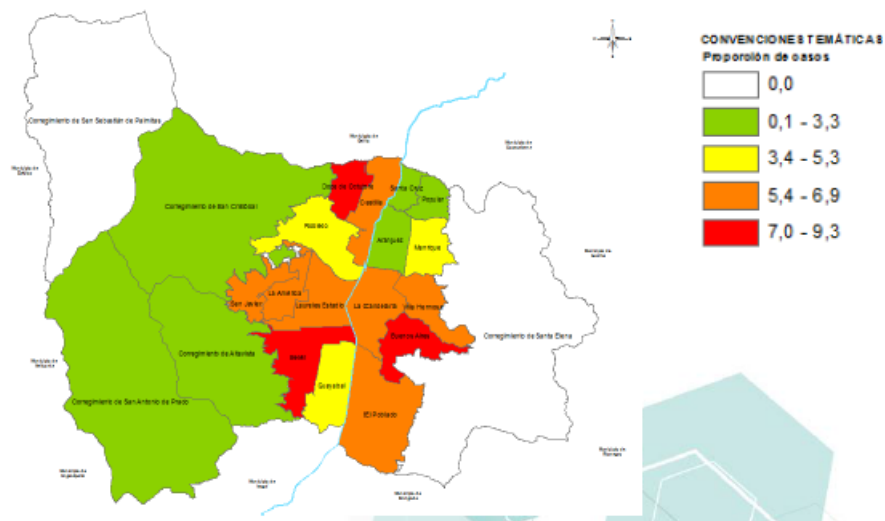 CONVENCIONES TEMÁTICAS
Proporción de casos
0,0
0,1 - 3,3
3,4 - 5,3
5,4 - 6,9
7,0 - 9,3
Corregimiento de San Sebastián de Palmitas
Doce de Octubre
Santa Cruz
Popular
Castilla
Corregimiento de San Cristóbal
Robledo
Aranjuez
Manrique
La América
San Javier
Laureles Estadio
La Candelaria
Villa Hermosa
Buenos Aires
Corregimiento de Santa Elena
Corregimiento de Altavista
Belén
Guayabal
Corregimiento de San Antonio de Prado
El Poblado